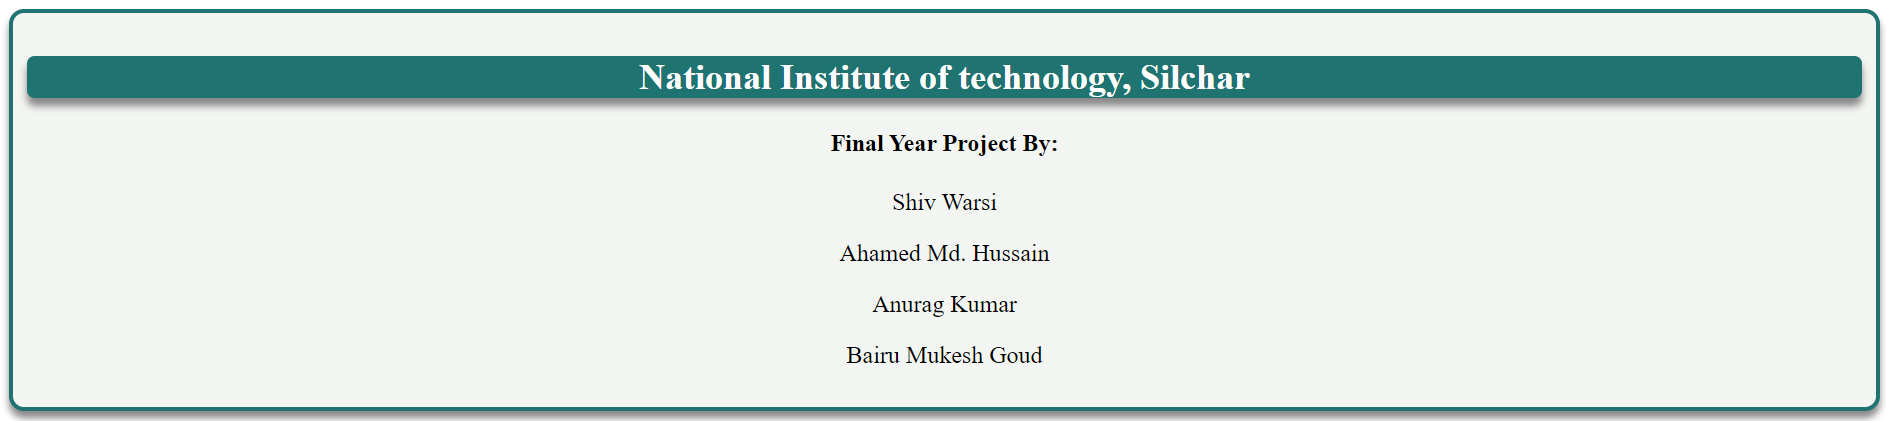 National Institute of technology, Silchar
Final Year Project By:
Shiv Warsi
Ahamed Md. Hussain
Anurag Kumar
Bairu Mukesh Goud